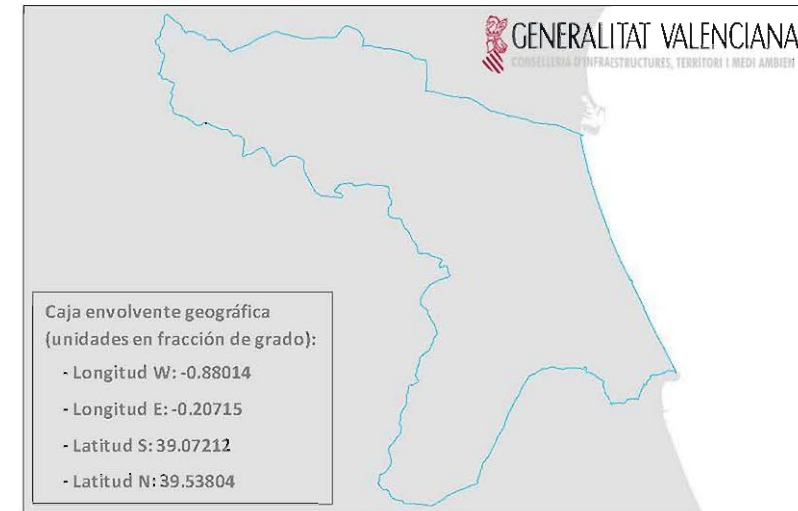 GENERALITAT VALENCIANA
CONSELLERIA D'INFRAESTRUCTURES, TERRITORI I MEDI AMBIENT
Caja envolvente geográfica
(unidades en fracción de grado):
- Longitud W: -0.88014
- Longitud E: -0.20715
- Latitud S: 39.07212
- Latitud N: 39.53804